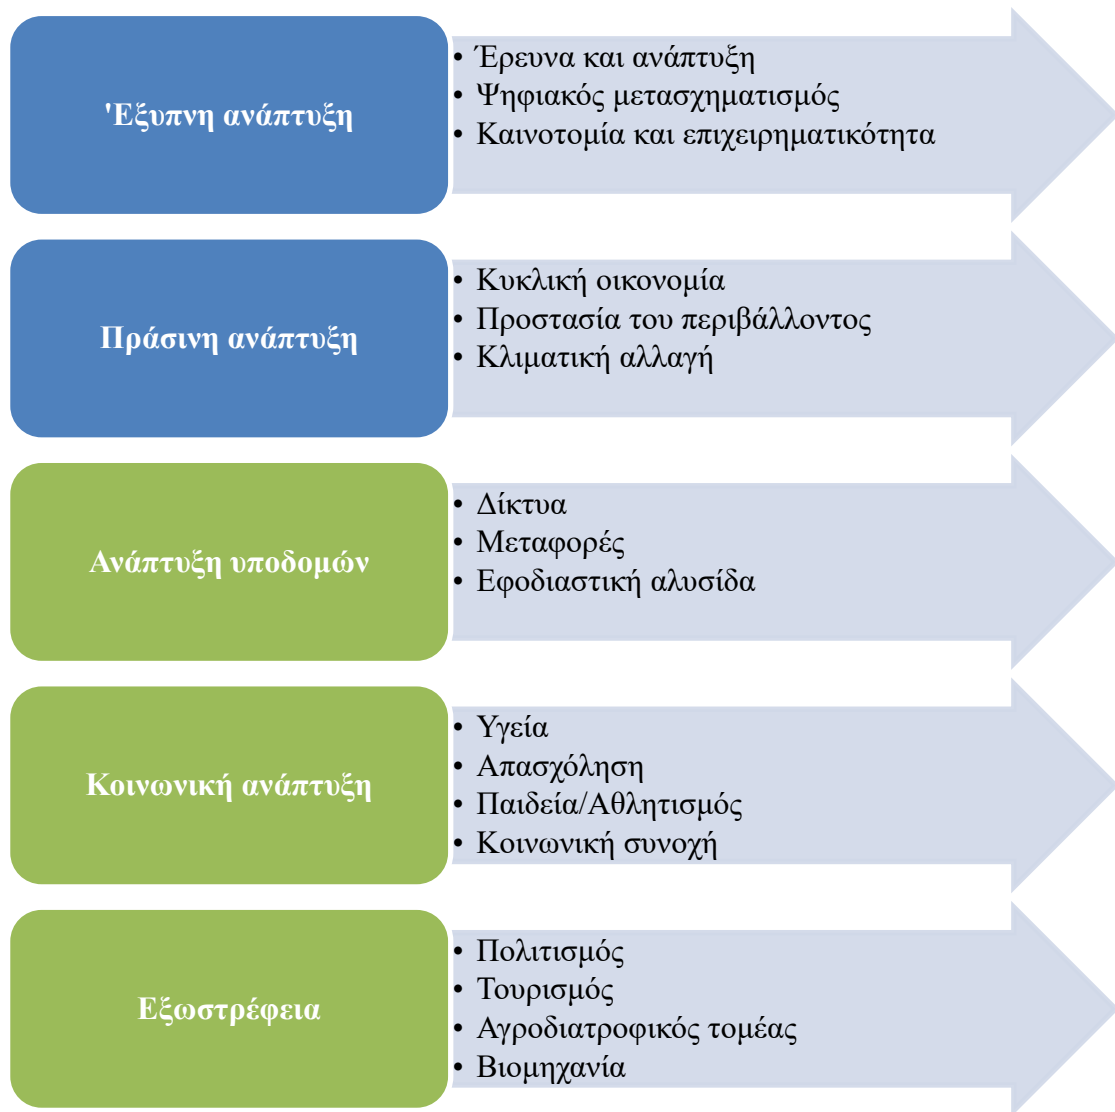 'Εξυπνη ανάπτυξη
• Έρευνα και ανάπτυξη
• Ψηφιακός μετασχηματισμός
• Καινοτομία και επιχειρηματικότητα
Πράσινη ανάπτυξη
• Κυκλική οικονομία
• Προστασία του περιβάλλοντος
• Κλιματική αλλαγή
Ανάπτυξη υποδομών
• Δίκτυα
• Μεταφορές
• Εφοδιαστική αλυσίδα
Κοινωνική ανάπτυξη
• Υγεία
• Απασχόληση
• Παιδεία/Αθλητισμός
• Κοινωνική συνοχή
Εξωστρέφεια
• Πολιτισμός
• Τουρισμός
• Αγροδιατροφικός τομέας
• Βιομηχανία